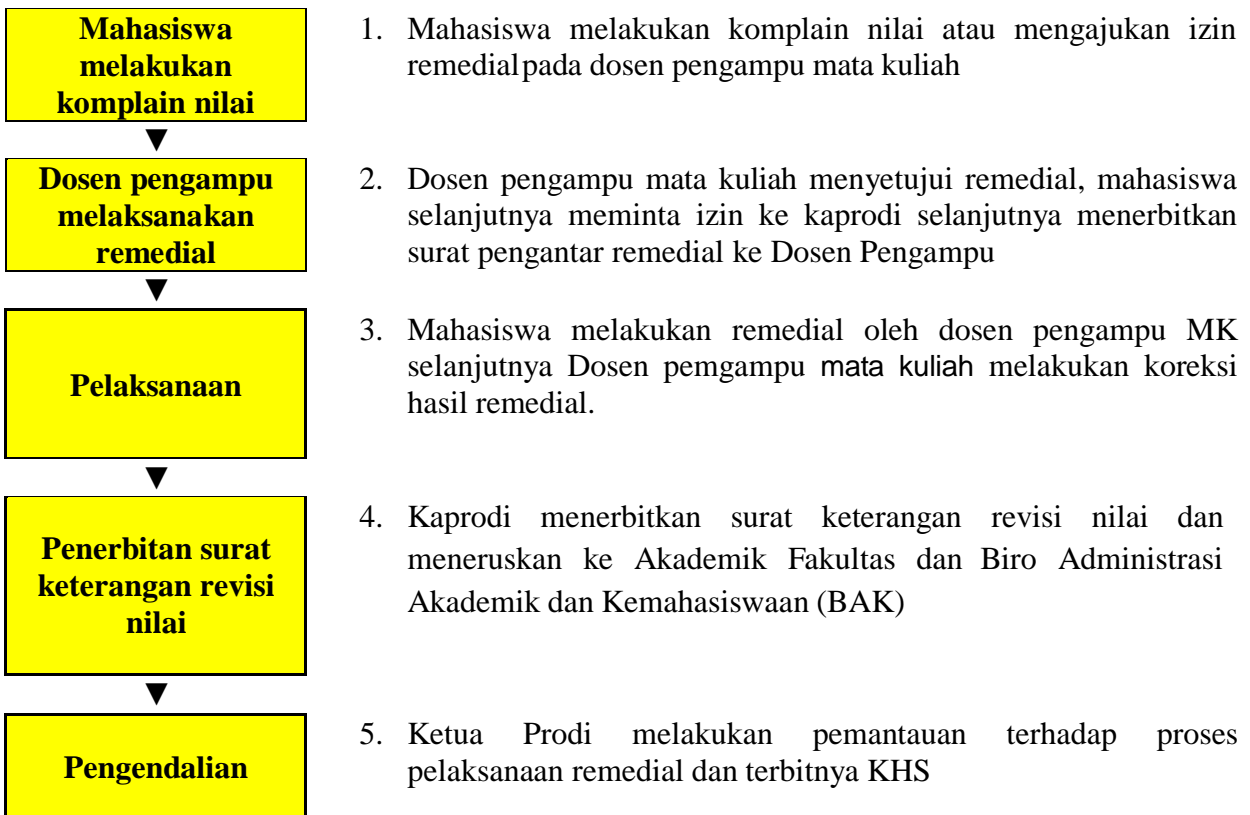 Mahasiswa
melakukan
komplain nilai
1. Mahasiswa melakukan komplain nilai atau mengajukan izin
remedialpada dosen pengampu mata kuliah
▼
Dosen pengampu
melaksanakan
remedial
2. Dosen pengampu mata kuliah menyetujui remedial, mahasiswa
selanjutnya meminta izin ke kaprodi selanjutnya menerbitkan
surat pengantar remedial ke Dosen Pengampu
▼
Pelaksanaan
3. Mahasiswa melakukan remedial oleh dosen pengampu MK
selanjutnya Dosen pemgampu mata kuliah melakukan koreksi
hasil remedial.
▼
Penerbitan surat
keterangan revisi
nilai
4. Kaprodi menerbitkan surat keterangan revisi nilai dan
meneruskan ke Akademik Fakultas dan Biro Administrasi
Akademik dan Kemahasiswaan (BAK)
▼
Pengendalian
5. Ketua Prodi melakukan pemantauan terhadap proses
pelaksanaan remedial dan terbitnya KHS